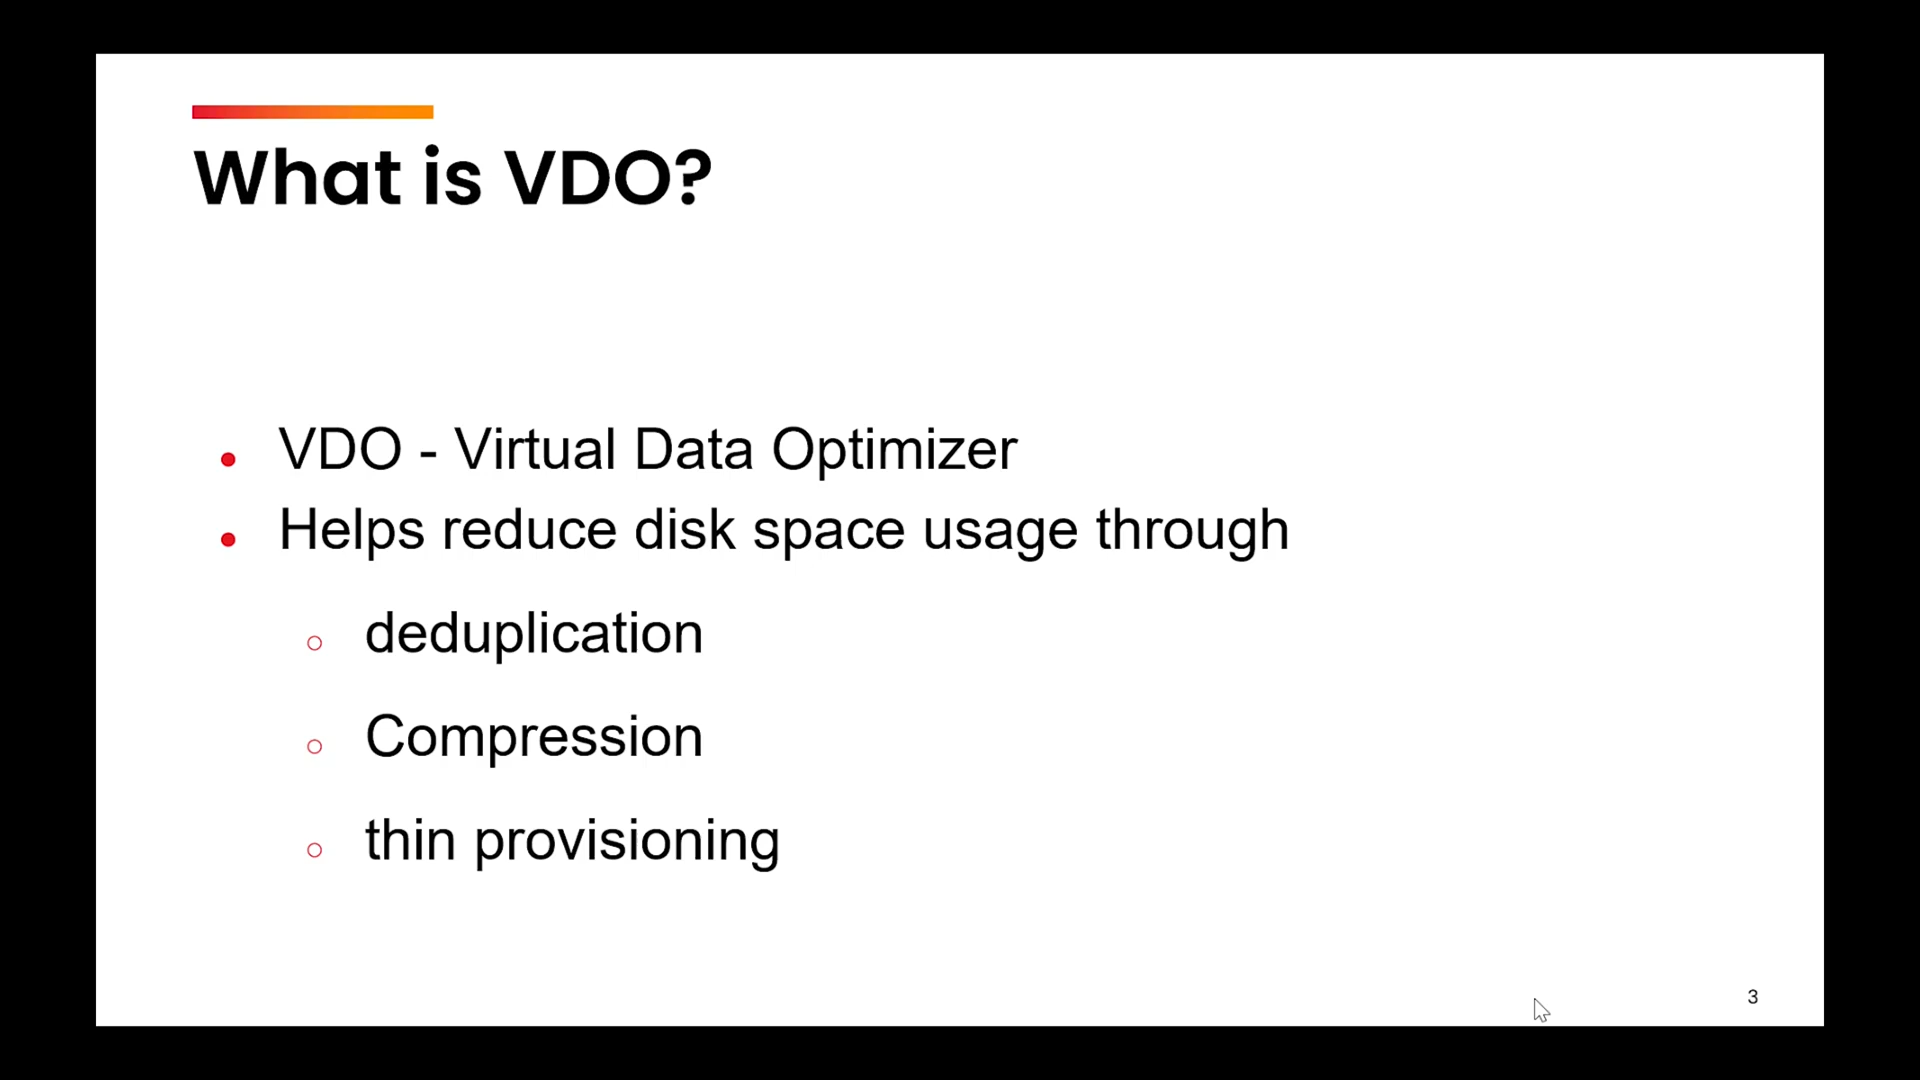 What is VDO?
VDO - Virtual Data Optimizer
Helps reduce disk space usage through
deduplication
Compression
thin provisioning
3